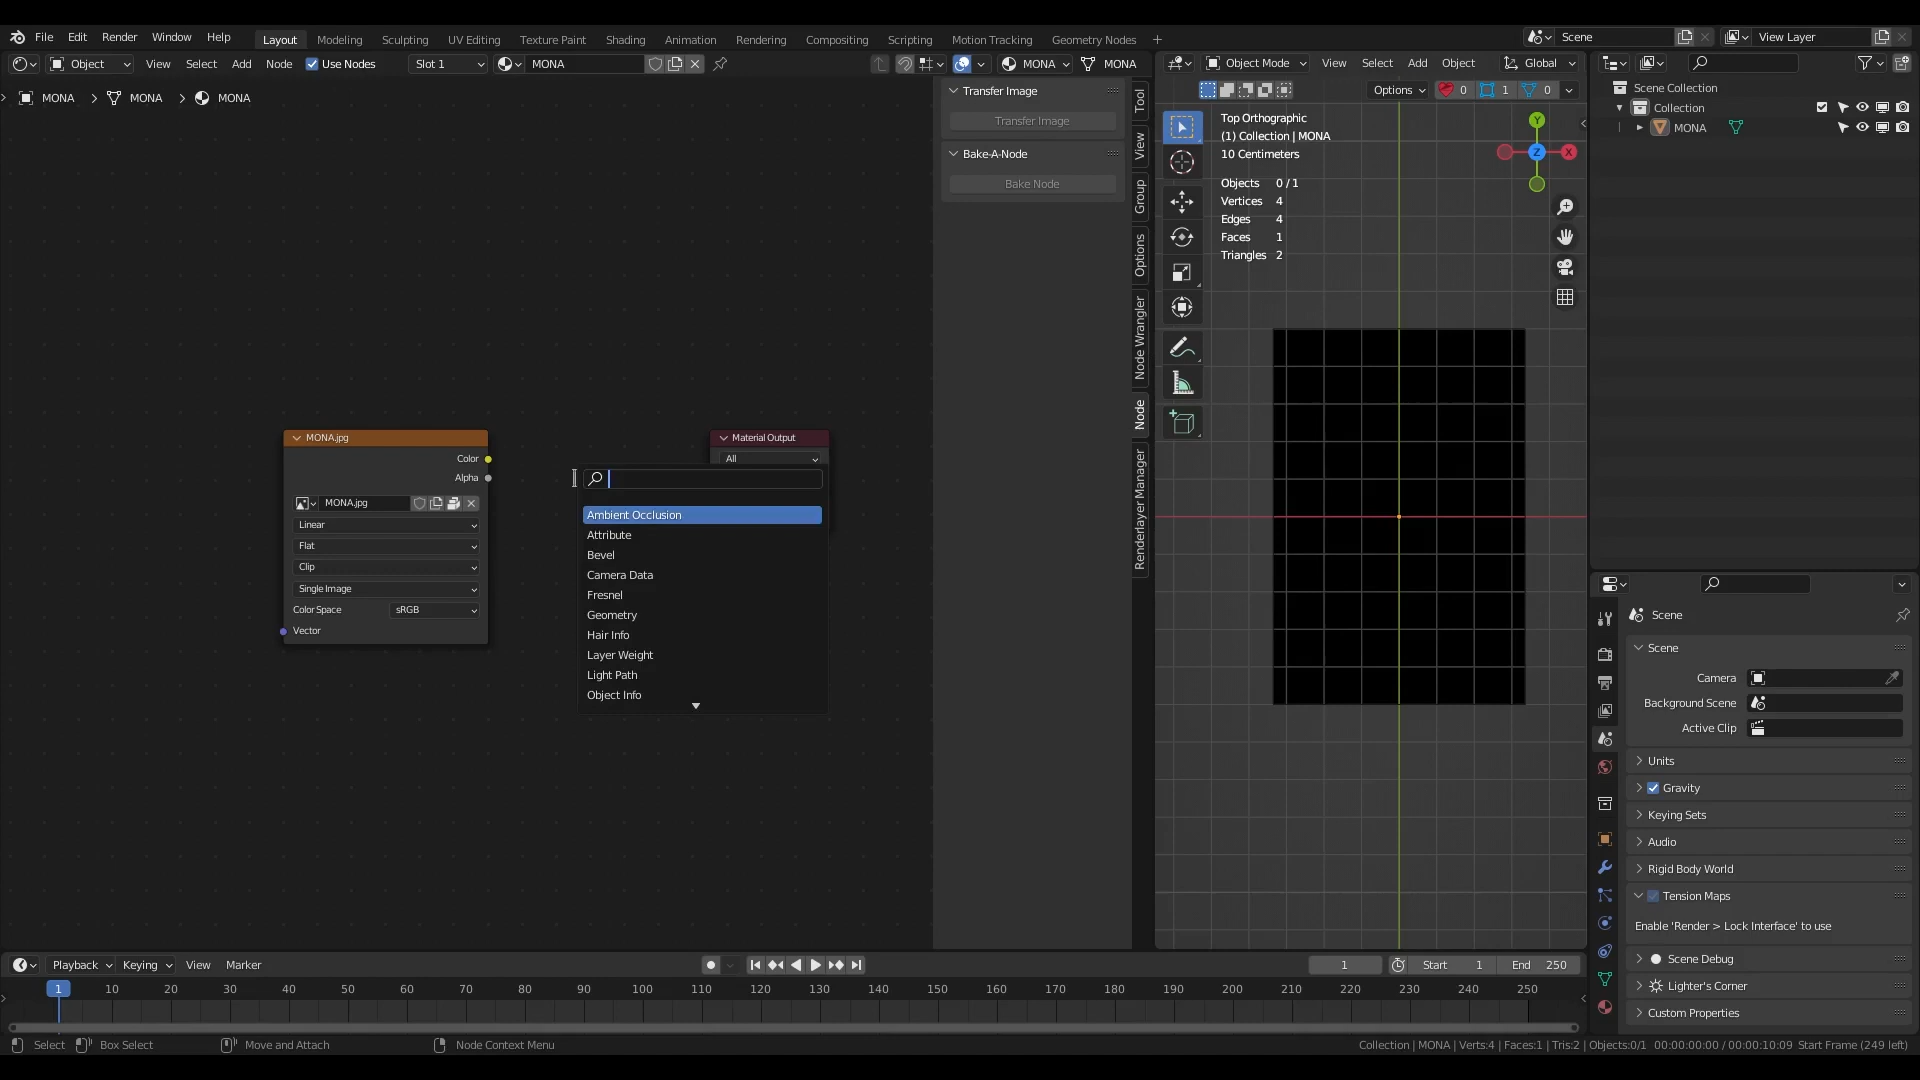 File Edit Render Window Help Layout Modeling Sculpting UV Editing Texture Paint Shading Animation Rendering Compositing Scripting Motion Tracking Geometry Nodes + Scene View Layer
Object View Select Add Node Use Nodes Slot 1 MONA MONA MONA
Object Mode View Select Add Object Global
MONA MONA MONA
Transfer Image
Transfer Image
Bake-A-Node
Bake Node
Tool
View
Group
Options
Node Wrangler
Node
Renderlayer Manager
MONA.jpg
Color
Alpha
MONA.jpg
Linear
Flat
Clip
Single Image
Color Space sRGB
Vector
Material Output
All
Ambient Occlusion
Attribute
Bevel
Camera Data
Fresnel
Geometry
Hair Info
Layer Weight
Light Path
Object Info
Options 0 1 0
Top Orthographic
(1) Collection | MONA
10 Centimeters
Objects 0/1
Vertices 4
Edges 4
Faces 1
Triangles 2
Y
Z
X
Scene Collection
Collection
MONA
Scene
Scene
Camera
Background Scene
Active Clip
Units
Gravity
Keying Sets
Audio
Rigid Body World
Tension Maps
Enable 'Render > Lock Interface' to use
Scene Debug
Lighter's Corner
Custom Properties
Playback Keying View Marker 1 Start 1 End 250
1 10 20 30 40 50 60 70 80 90 100 110 120 130 140 150 160 170 180 190 200 210 220 230 240 250
Select Box Select Move and Attach Node Context Menu Collection | MONA | Verts:4 | Faces:1 | Tris:2 | Objects:0/1 00:00:00:00 / 00:00:10:09 Start Frame (249 left)